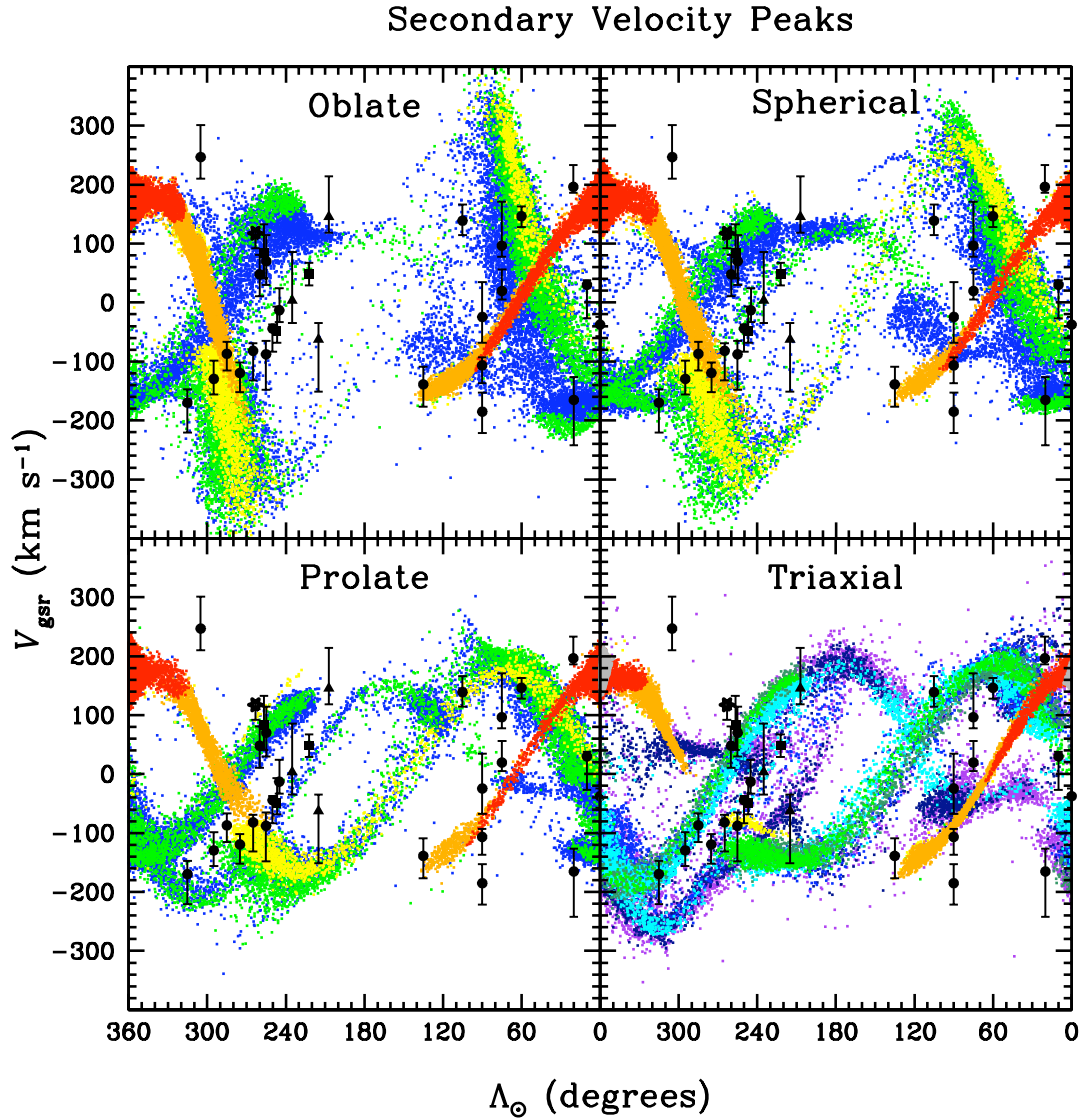 Secondary Velocity Peaks
Oblate
Spherical
300
200
100
0
-100
-200
-300
Prolate
Triaxial
300
200
100
0
-100
-200
-300
V_gsr (km s⁻¹)
360 300 240 180 120 60 0 300 240 180 120 60 0
Λ_⊙ (degrees)